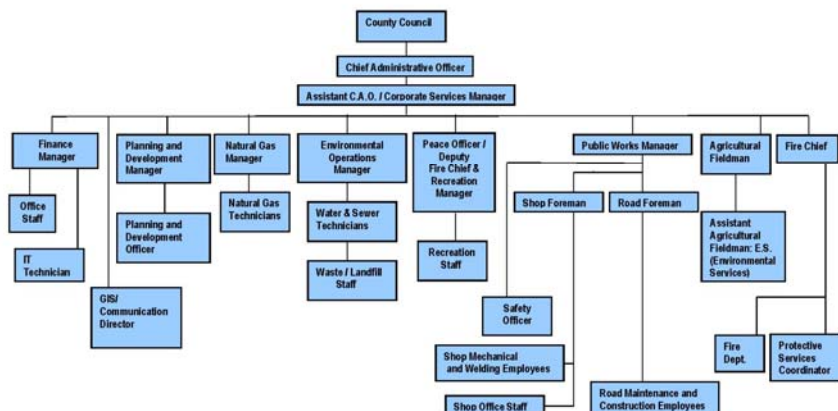 County Council
Chief Administrative Officer
Assistant C.A.O. / Corporate Services Manager
Finance
Manager
Planning and
Development
Manager
Natural Gas
Manager
Environmental
Operations
Manager
Peace Officer /
Deputy
Fire Chief &
Recreation
Manager
Public Works Manager
Agricultural
Fieldman
Fire Chief
Office
Staff
IT
Technician
GIS/
Communication
Director
Planning and
Development
Officer
Natural Gas
Technicians
Water & Sewer
Technicians
Waste / Landfill
Staff
Recreation
Staff
Shop Foreman
Road Foreman
Safety
Officer
Shop Mechanical
and Welding Employees
Shop Office Staff
Road Maintenance and
Construction Employees
Assistant
Agricultural
Fieldman: E.S.
(Environmental
Services)
Fire
Dept.
Protective
Services
Coordinator